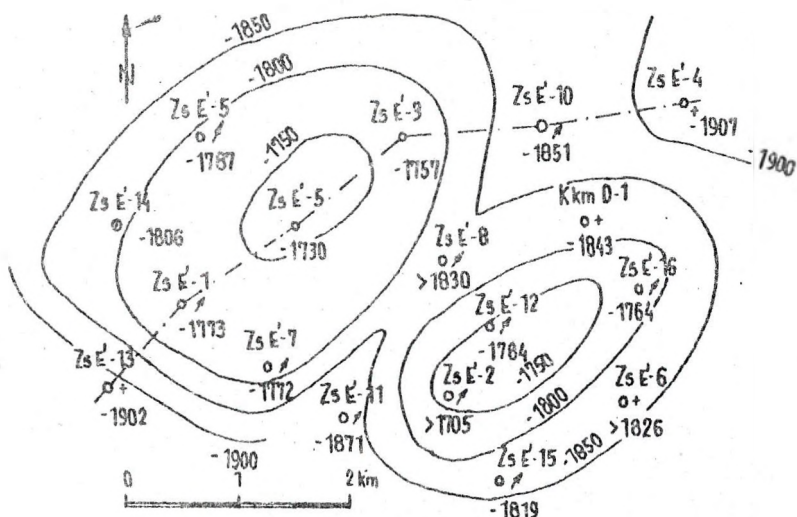 -1850
-1800
Zs E'-4
N
Zs E'-5
Zs E'-3
Zs E'-10
-1907
-1750
-1787
-1757
-1851
-1900
Zs E'-14
Zs E'-5
Kkm D-1
-1806
-1730
Zs E'-8
-1843
Zs E'-16
Zs E'-1
>1830
Zs E'-12
-1764
-1773
-1784
Zs E'-13
Zs E'-7
Zs E'-2
-1750
Zs E'-6
-1772
-1902
Zs E'-11
>1705
-1800
>1826
-1871
-1900
Zs E'-15
-1850
0 1 2 km
-1819